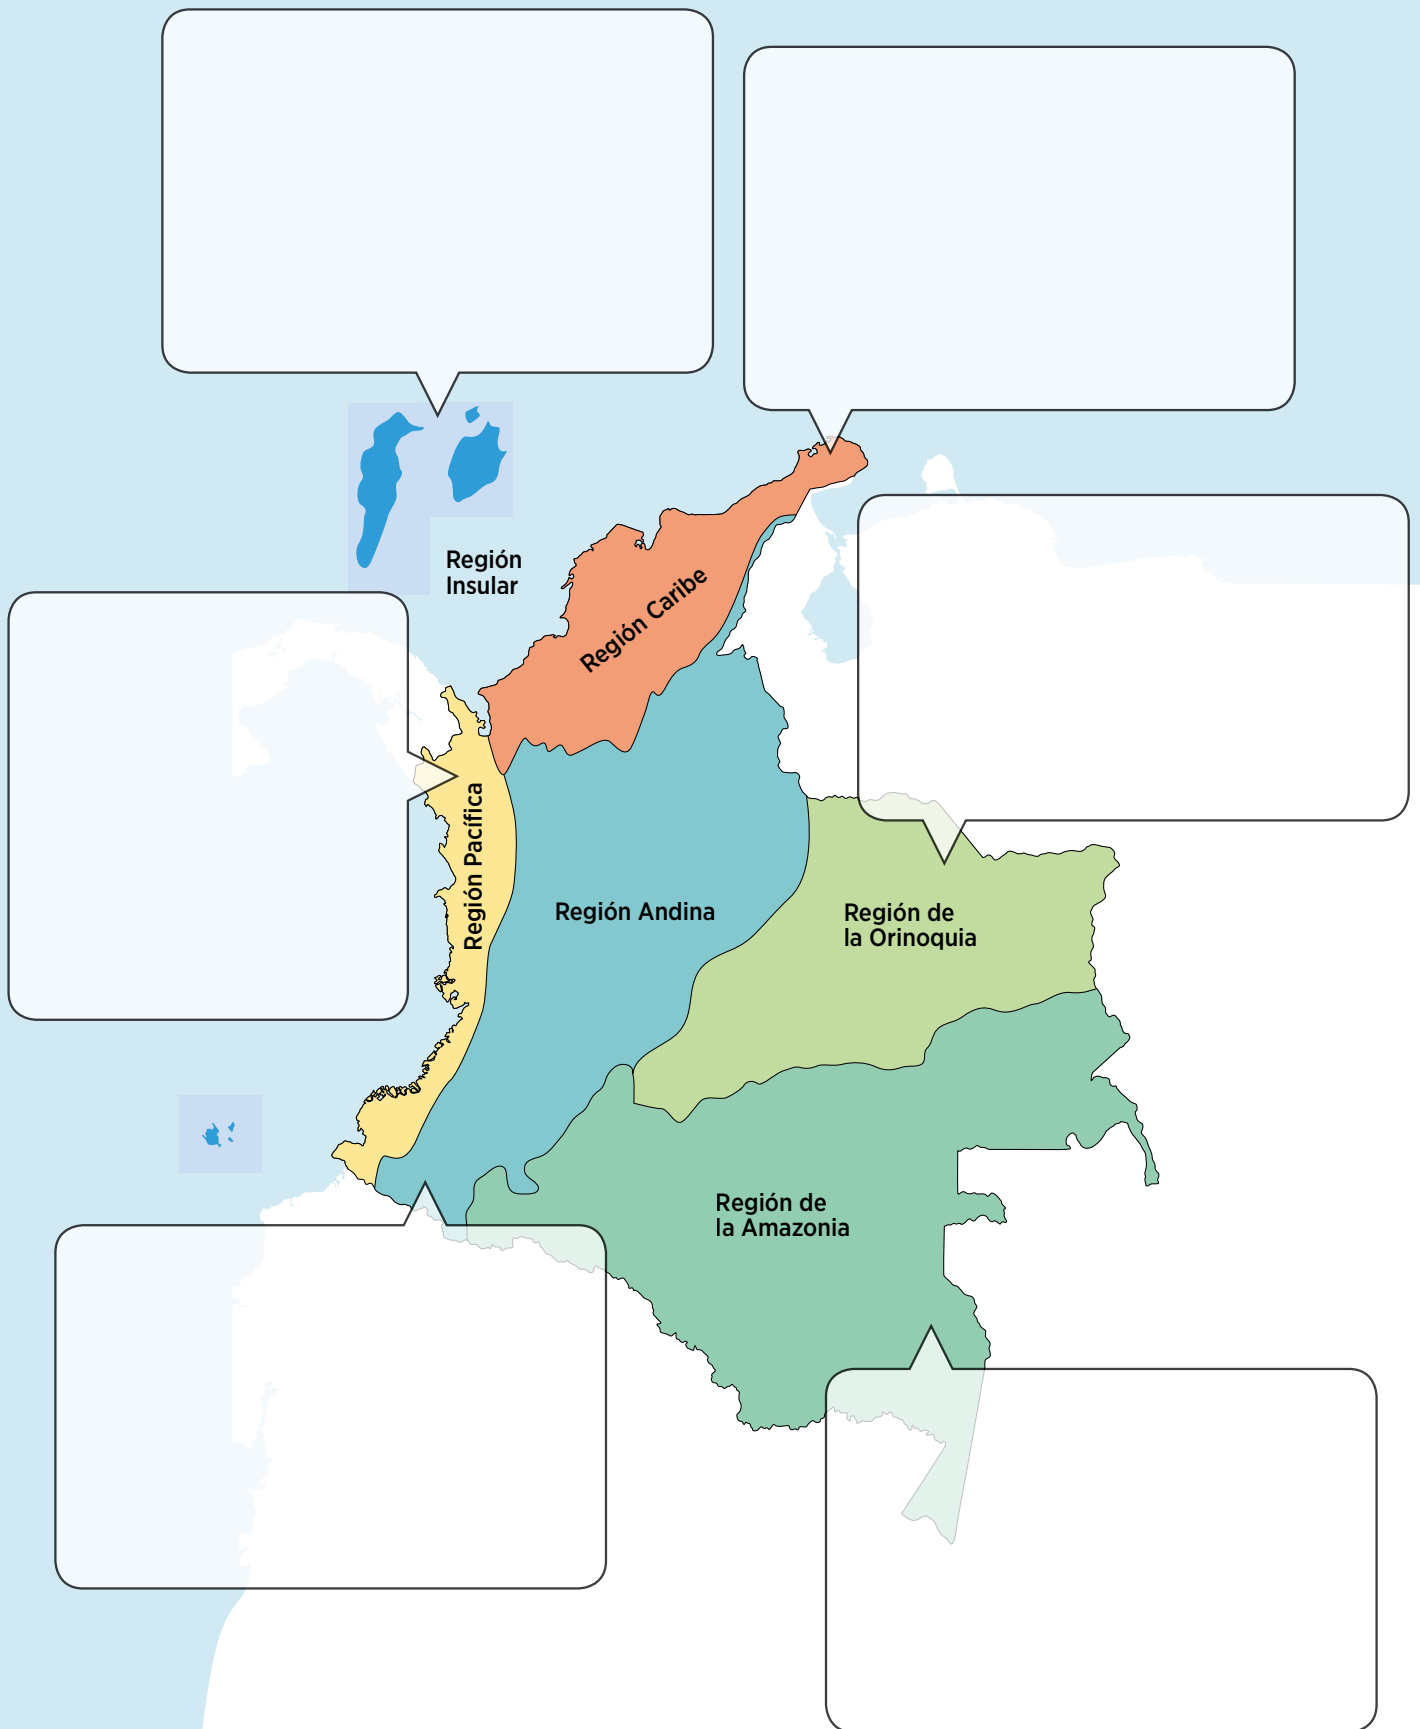 Región
Insular
Región Caribe
Región Pacífica
Región Andina
Región de
la Orinoquia
Región de
la Amazonia